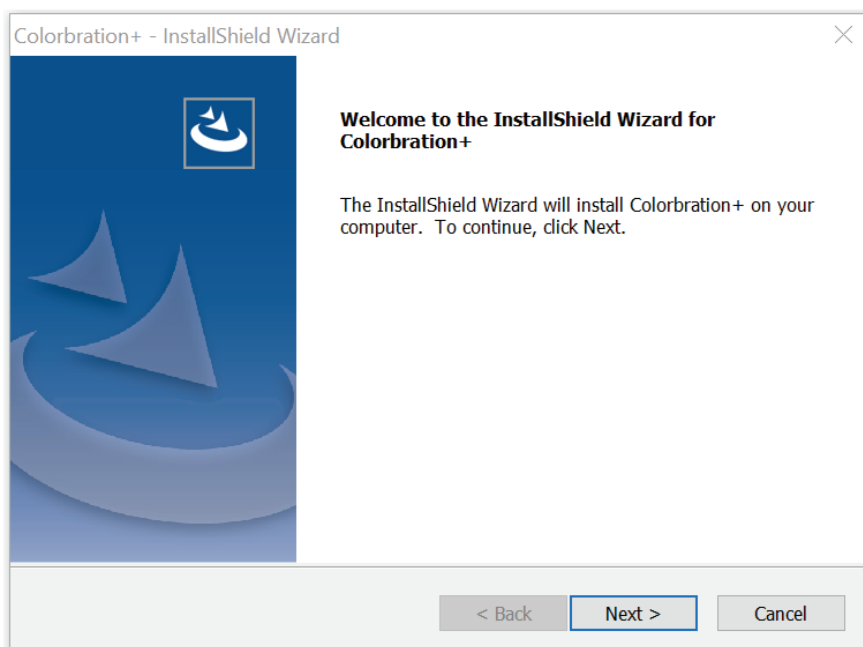 Colorbration+ - InstallShield Wizard
Welcome to the InstallShield Wizard for
Colorbration+
The InstallShield Wizard will install Colorbration+ on your
computer. To continue, click Next.
< Back Next > Cancel